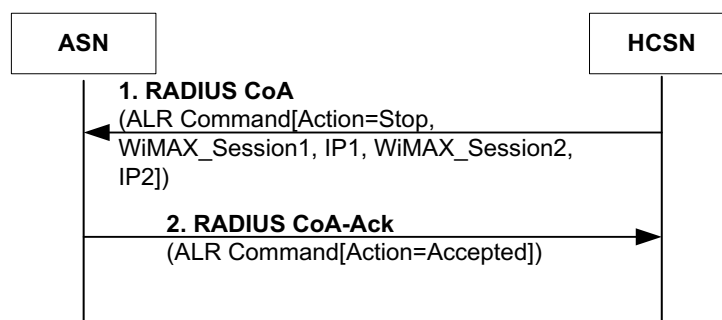 ASN
HCSN
1. RADIUS CoA
(ALR Command[Action=Stop,
WiMAX_Session1, IP1, WiMAX_Session2,
IP2])
2. RADIUS CoA-Ack
(ALR Command[Action=Accepted])